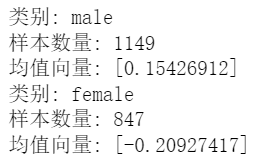 类别: male
样本数量: 1149
均值向量: [0.15426912]
类别: female
样本数量: 847
均值向量: [-0.20927417]